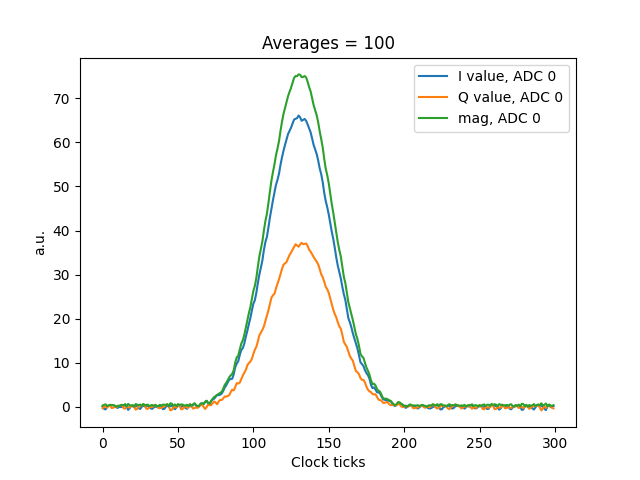 Averages = 100
I value, ADC 0
Q value, ADC 0
mag, ADC 0
a.u.
70
60
50
40
30
20
10
0
0 50 100 150 200 250 300
Clock ticks